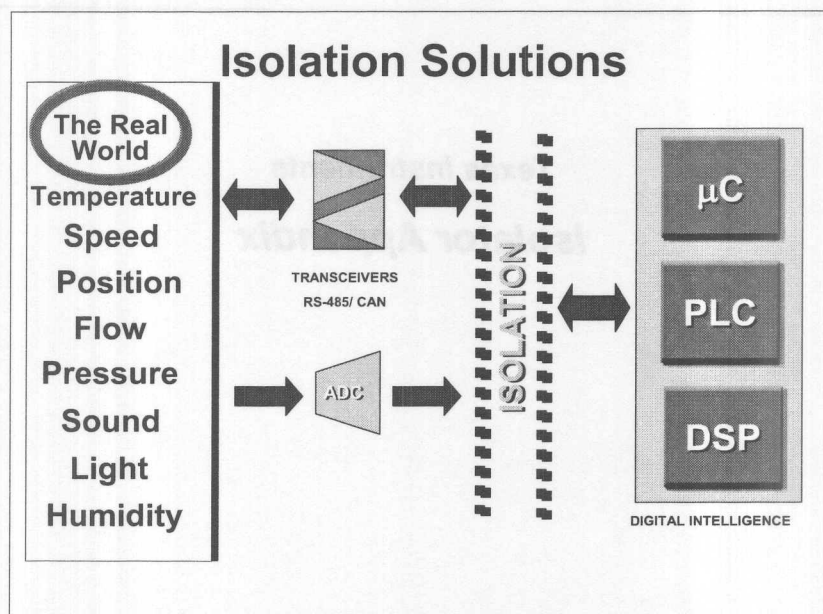 Isolation Solutions
The Real
World
Temperature
Speed
Position
Flow
Pressure
Sound
Light
Humidity
TRANSCEIVERS
RS-485/ CAN
ADC
ISOLATION
μC
PLC
DSP
DIGITAL INTELLIGENCE